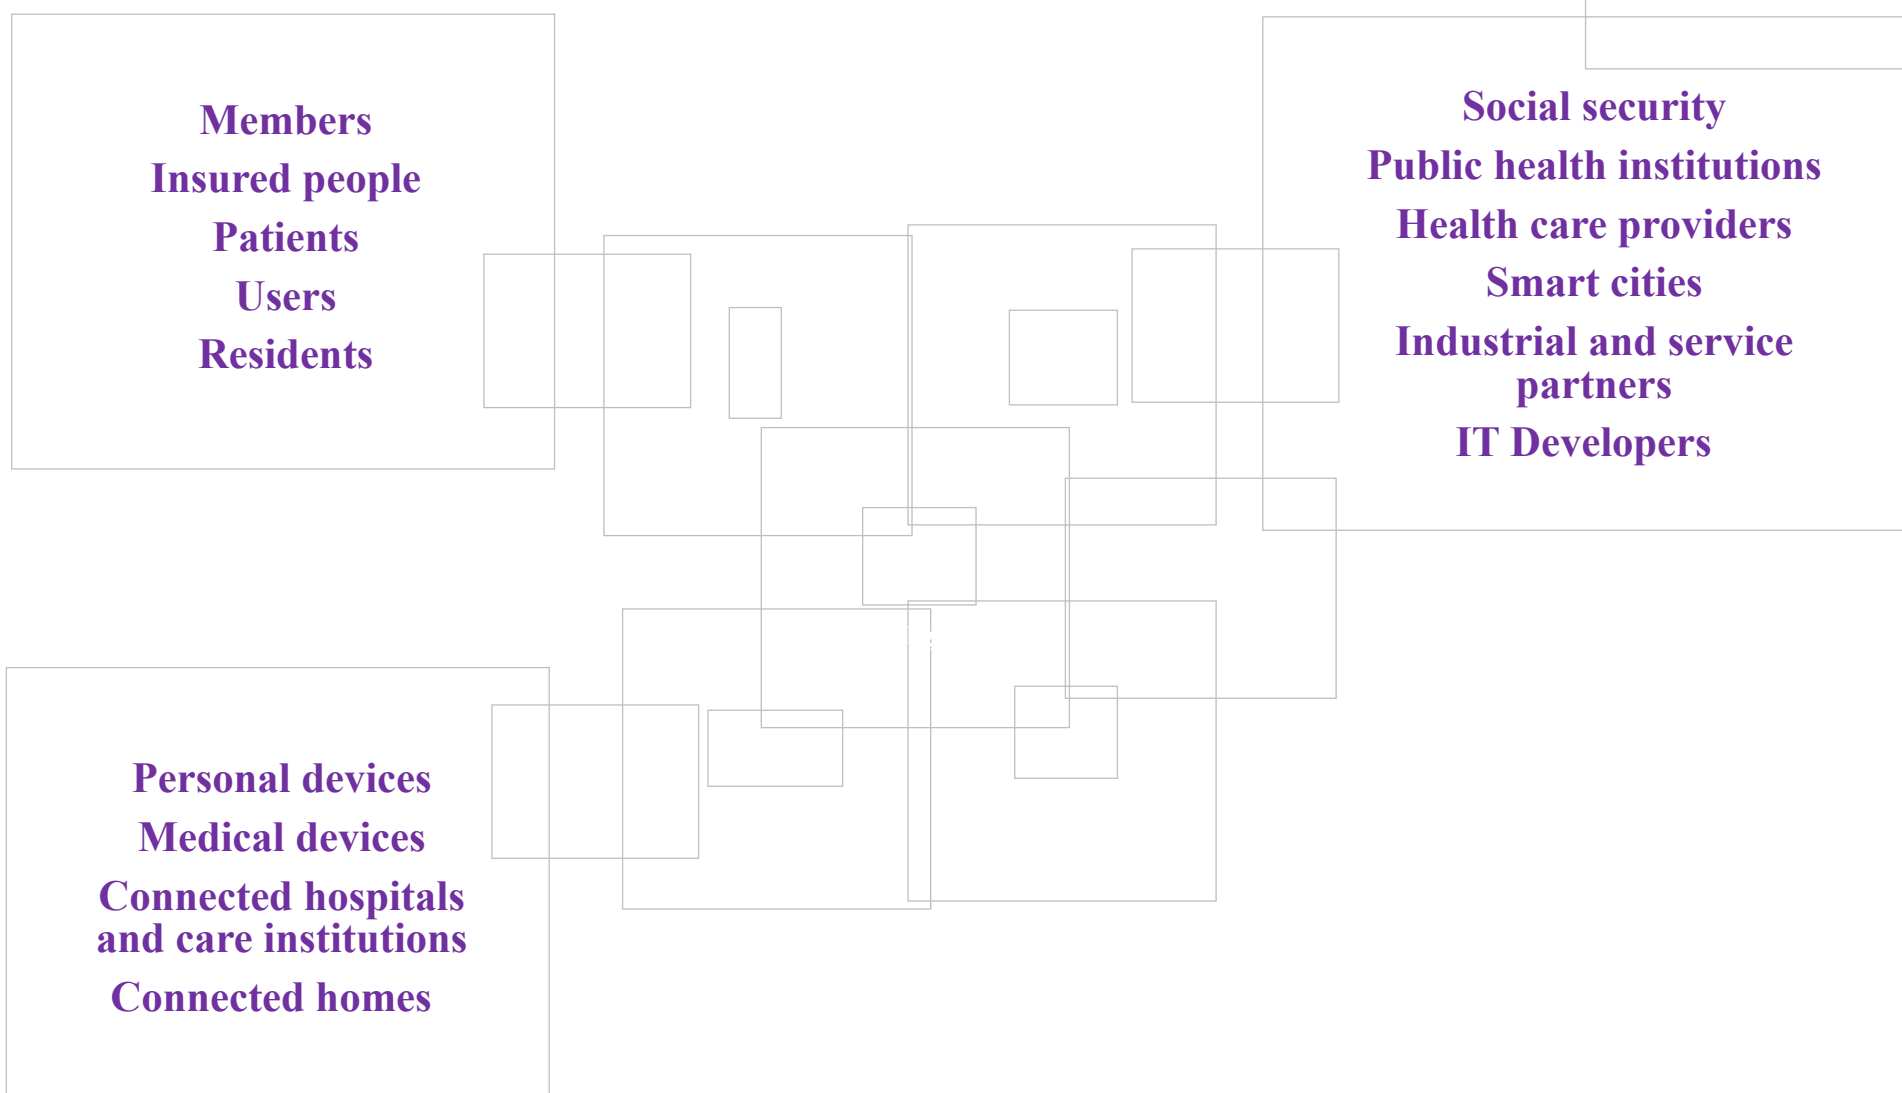 Members
Insured people
Patients
Users
Residents
Social security
Public health institutions
Health care providers
Smart cities
Industrial and service
partners
IT Developers
Personal devices
Medical devices
Connected hospitals
and care institutions
Connected homes